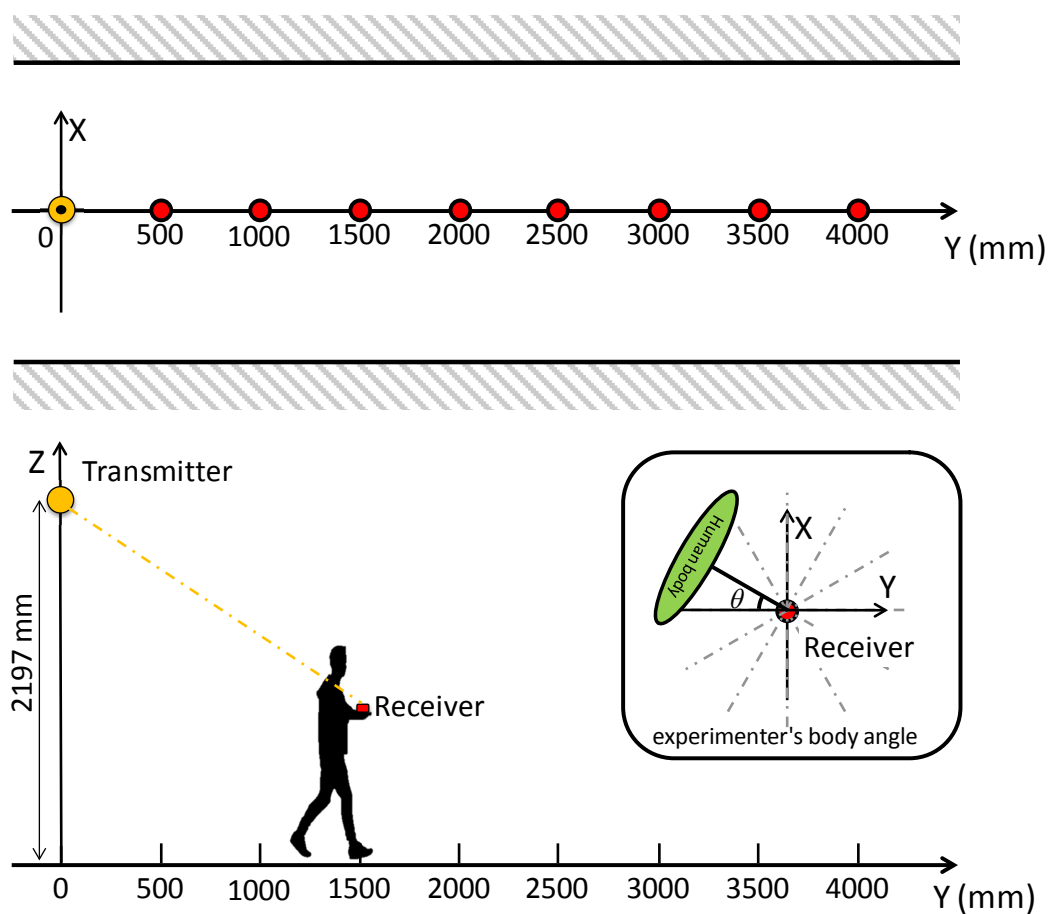 X
0
500 1000 1500 2000 2500 3000 3500 4000
Y (mm)
Z
Transmitter
2197 mm
Receiver
Human body
X
θ
Y
Receiver
experimenter's body angle
0 500 1000 1500 2000 2500 3000 3500 4000
Y (mm)